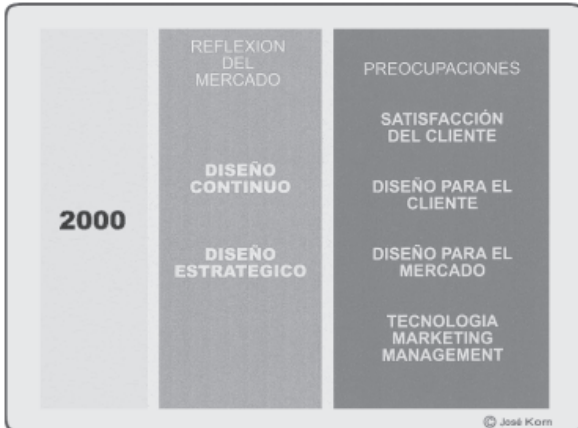 2000
REFLEXION
DEL
MERCADO
DISEÑO
CONTINUO
DISEÑO
ESTRATEGICO
PREOCUPACIONES
SATISFACCIÓN
DEL CLIENTE
DISEÑO PARA EL
CLIENTE
DISEÑO PARA EL
MERCADO
TECNOLOGIA
MARKETING
MANAGEMENT
© José Korn